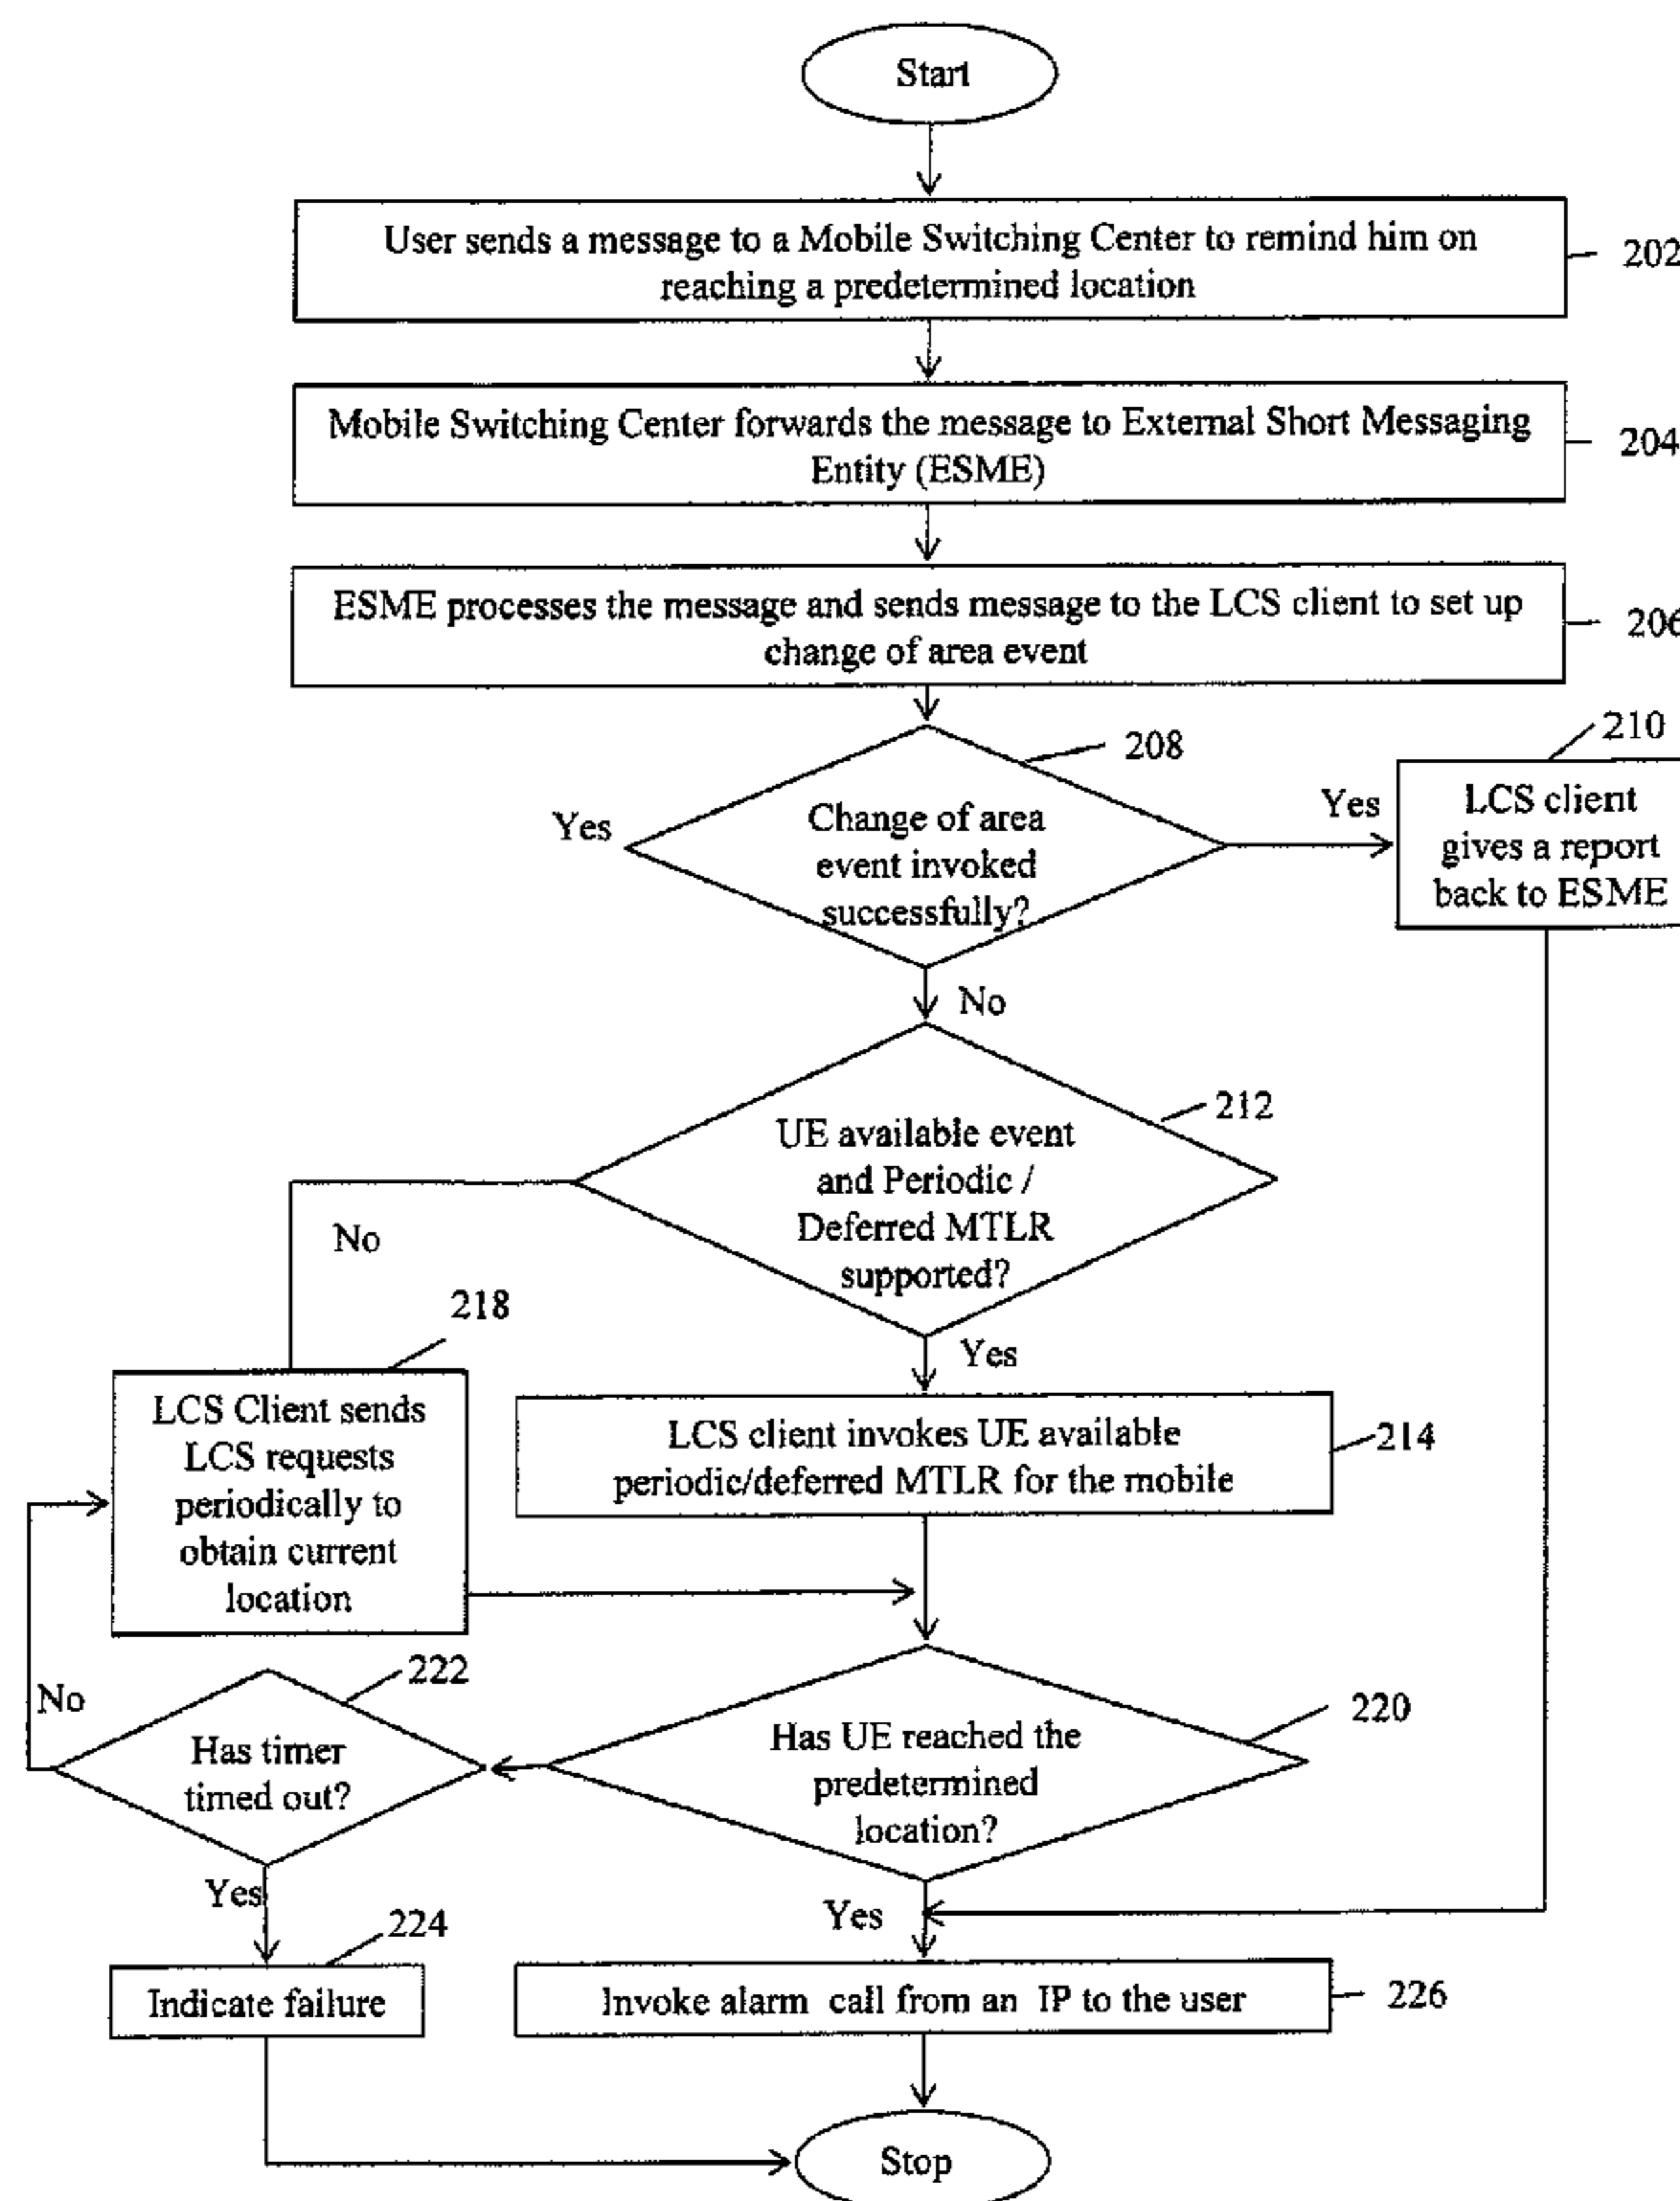 Start
User sends a message to a Mobile Switching Center to remind him on
reaching a predetermined location
202
Mobile Switching Center forwards the message to External Short Messaging
Entity (ESME)
204
ESME processes the message and sends message to the LCS client to set up
change of area event
206
208
Yes
Change of area
event invoked
successfully?
Yes
210
LCS client
gives a report
back to ESME
No
212
UE available event
and Periodic /
Deferred MTLR
supported?
No
Yes
218
LCS Client sends
LCS requests
periodically to
obtain current
location
LCS client invokes UE available
periodic/deferred MTLR for the mobile
214
222
No
Has timer
timed out?
220
Has UE reached the
predetermined
location?
Yes
Yes
224
Indicate failure
Invoke alarm call from an IP to the user
226
Stop